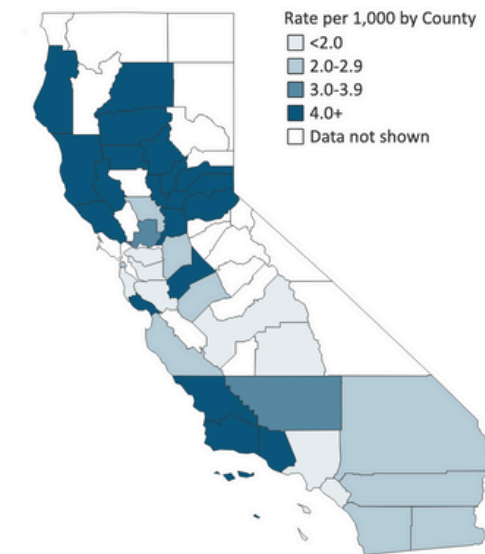 Rate per 1,000 by County
<2.0
2.0-2.9
3.0-3.9
4.0+
Data not shown